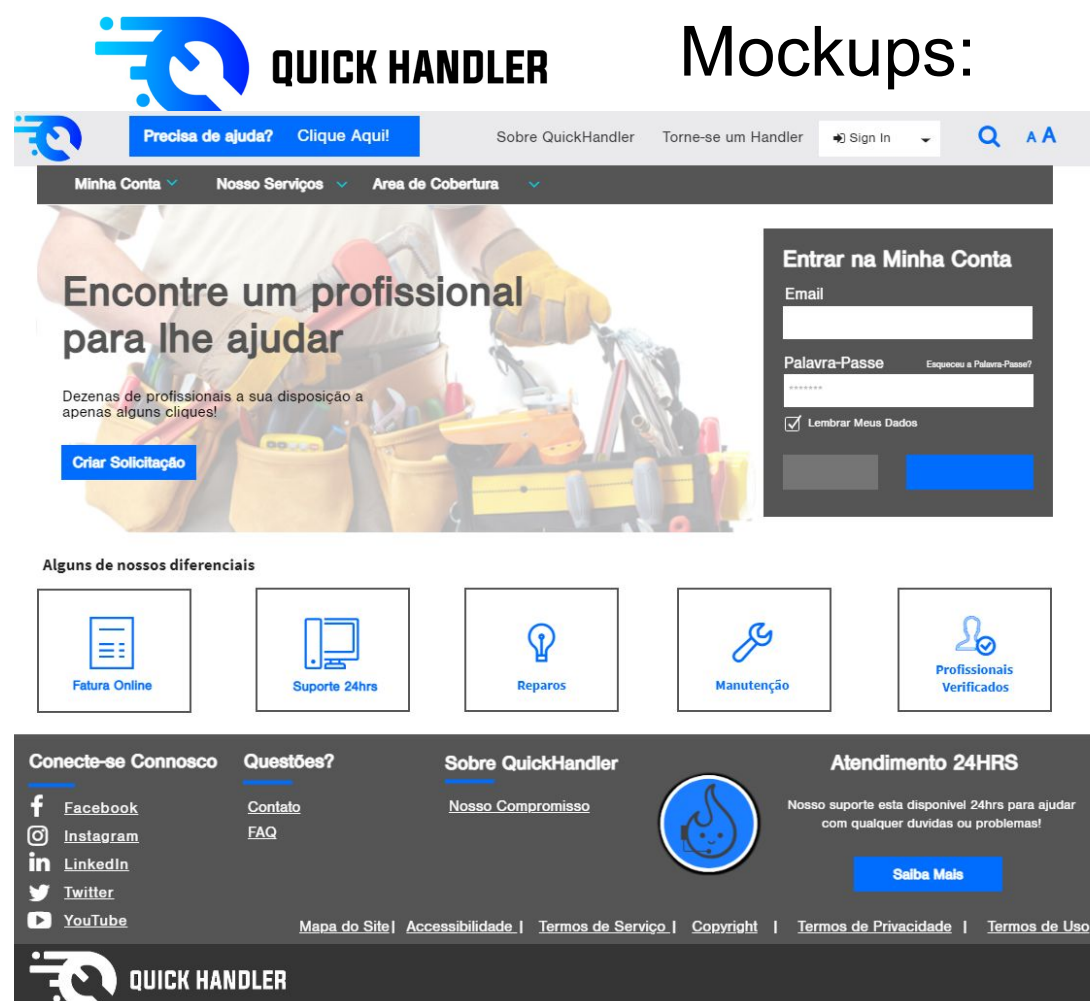 QUICK HANDLER
Mockups:
Precisa de ajuda? Clique Aqui!
Sobre QuickHandler
Torne-se um Handler
Sign In
A A
Minha Conta
Nosso Serviços
Area de Cobertura
Encontre um profissional
para lhe ajudar
Dezenas de profissionais a sua disposição a
apenas alguns cliques!
Criar Solicitação
Entrar na Minha Conta
Email
Palavra-Passe
Esqueceu a Palavra-Passe?
*******
Lembrar Meus Dados
Alguns de nossos diferenciais
Fatura Online
Suporte 24hrs
Reparos
Manutenção
Profissionais
Verificados
Conecte-se Connosco
Facebook
Instagram
LinkedIn
Twitter
YouTube
Questões?
Contato
FAQ
Sobre QuickHandler
Nosso Compromisso
Atendimento 24HRS
Nosso suporte esta disponível 24hrs para ajudar
com qualquer duvidas ou problemas!
Saiba Mais
Mapa do Site | Accessibilidade | Termos de Serviço | Copyright | Termos de Privacidade | Termos de Uso
QUICK HANDLER